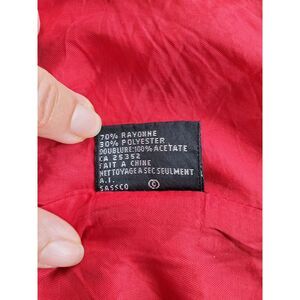 70% RAYONNE
30% POLYESTER
DOUBLURE:100% ACETATE
CA 25352
FAIT A CHINE
NETTOYAGE A SEC SEULMENT
A.I.
SASSCO C